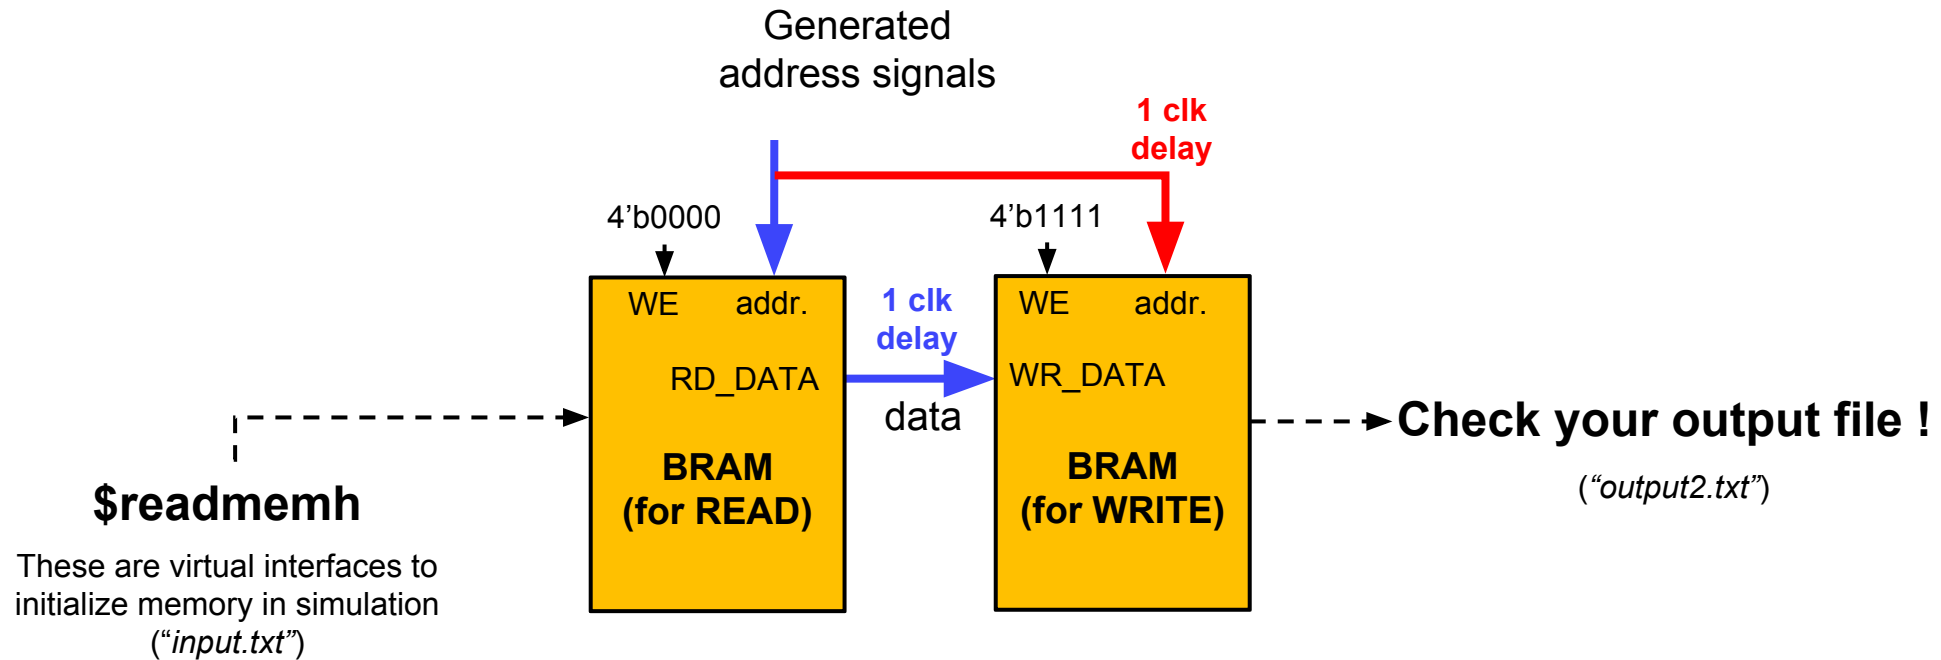 Generated
address signals
1 clk
delay
4’b0000
4’b1111
WE
addr.
WE
addr.
1 clk
delay
RD_DATA
WR_DATA
data
BRAM
(for READ)
BRAM
(for WRITE)
Check your output file !
(“output2.txt”)
$readmemh
These are virtual interfaces to
initialize memory in simulation
(“input.txt”)